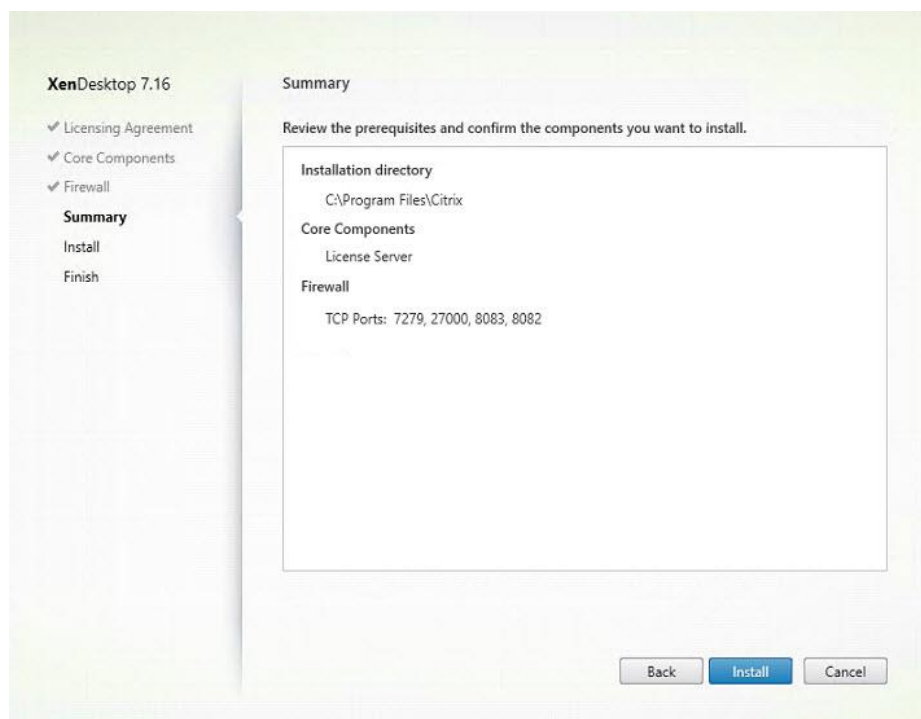 XenDesktop 7.16
Licensing Agreement
Core Components
Firewall
Summary
Install
Finish
Summary
Review the prerequisites and confirm the components you want to install.
Installation directory
C:\Program Files\Citrix
Core Components
License Server
Firewall
TCP Ports: 7279, 27000, 8083, 8082
Back
Install
Cancel